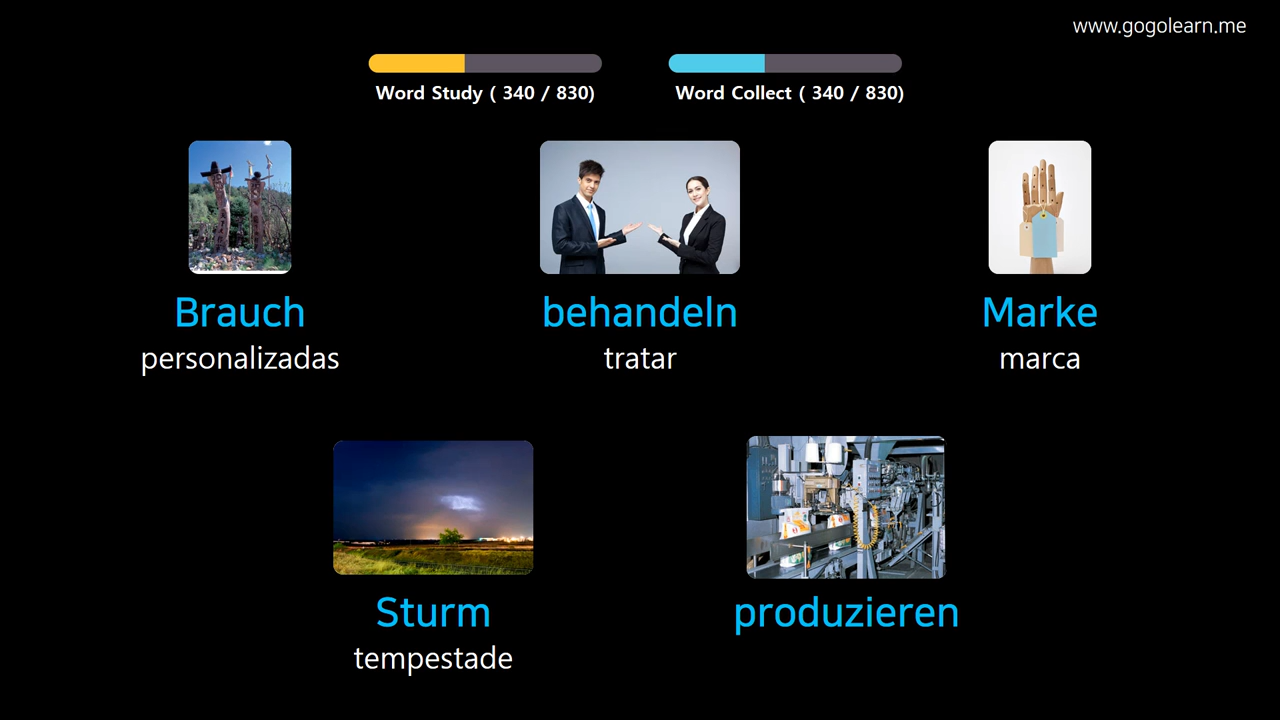 www.gogolearn.me
Word Study ( 340 / 830)
Word Collect ( 340 / 830)
Brauch
personalizadas
behandeln
tratar
Marke
marca
Sturm
tempestade
produzieren